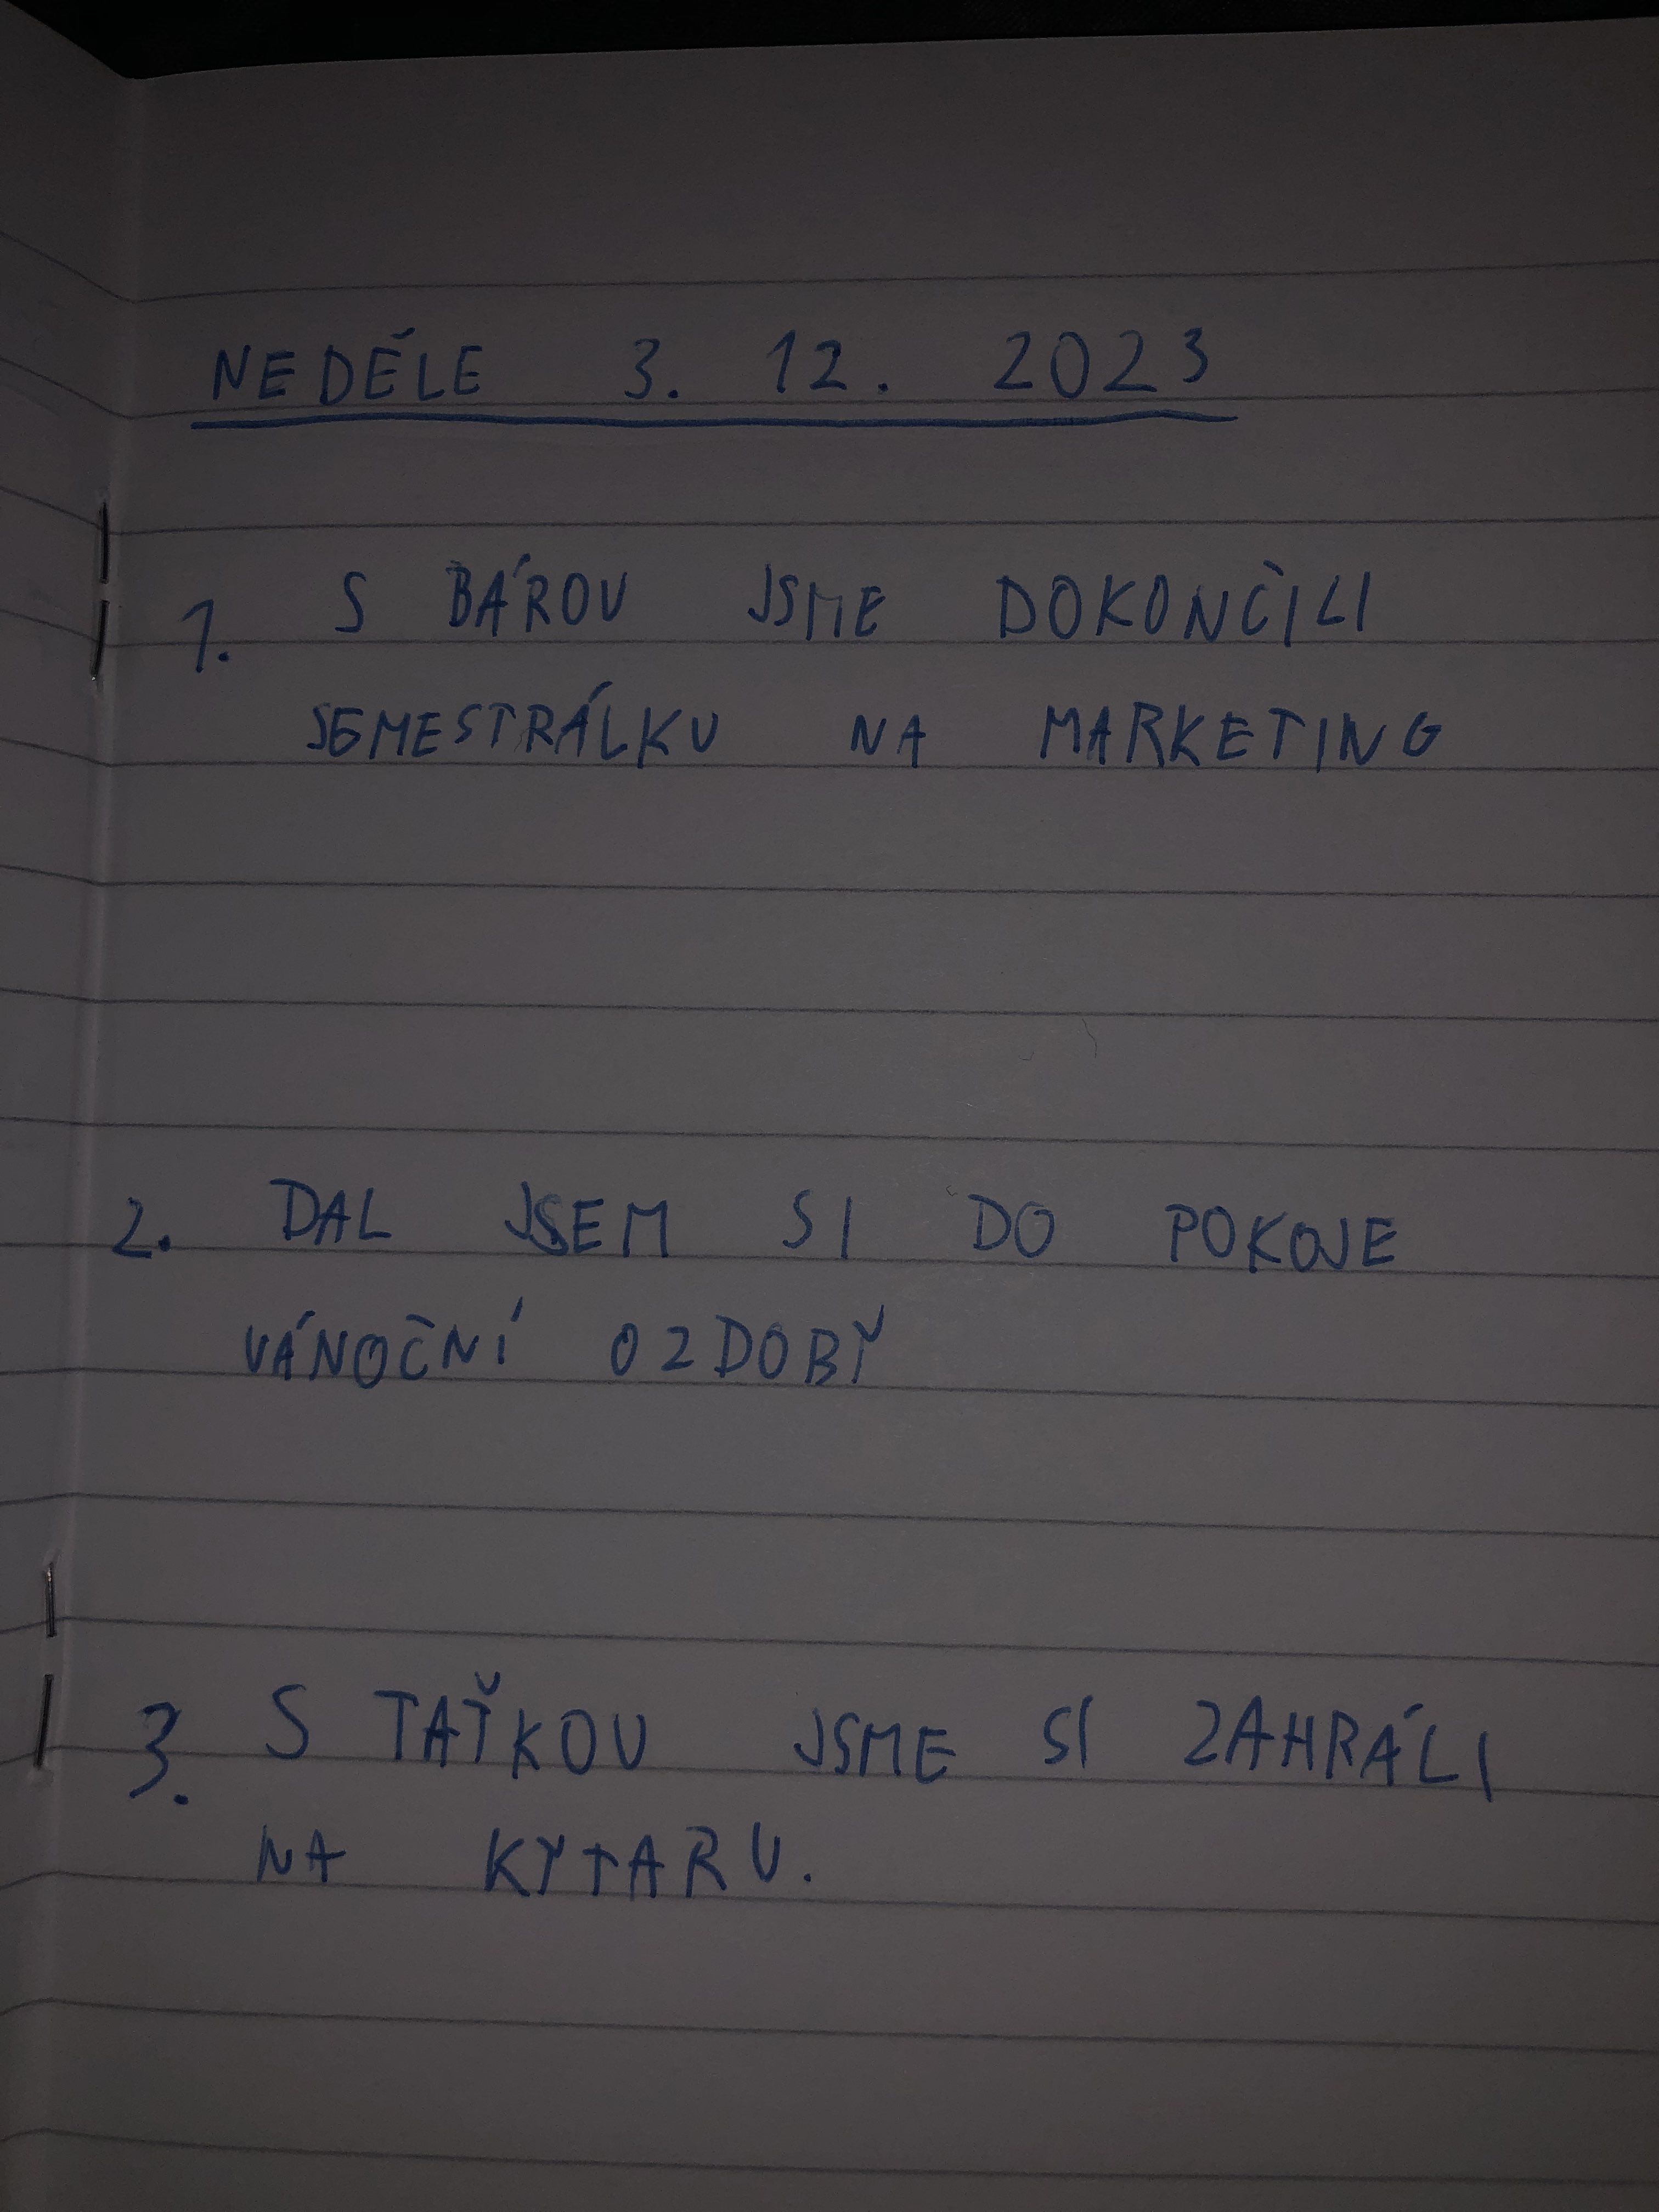 NEDĚLE 3. 12. 2023
1. S BÁROU JSME DOKONČILI
SEMESTRÁLKU NA MARKETING
2. DAL JSEM SI DO POKOJE
VÁNOČNÍ OZDOBY
3. S TAŤKOU JSME SI ZAHRÁLI
NA KYTARU.